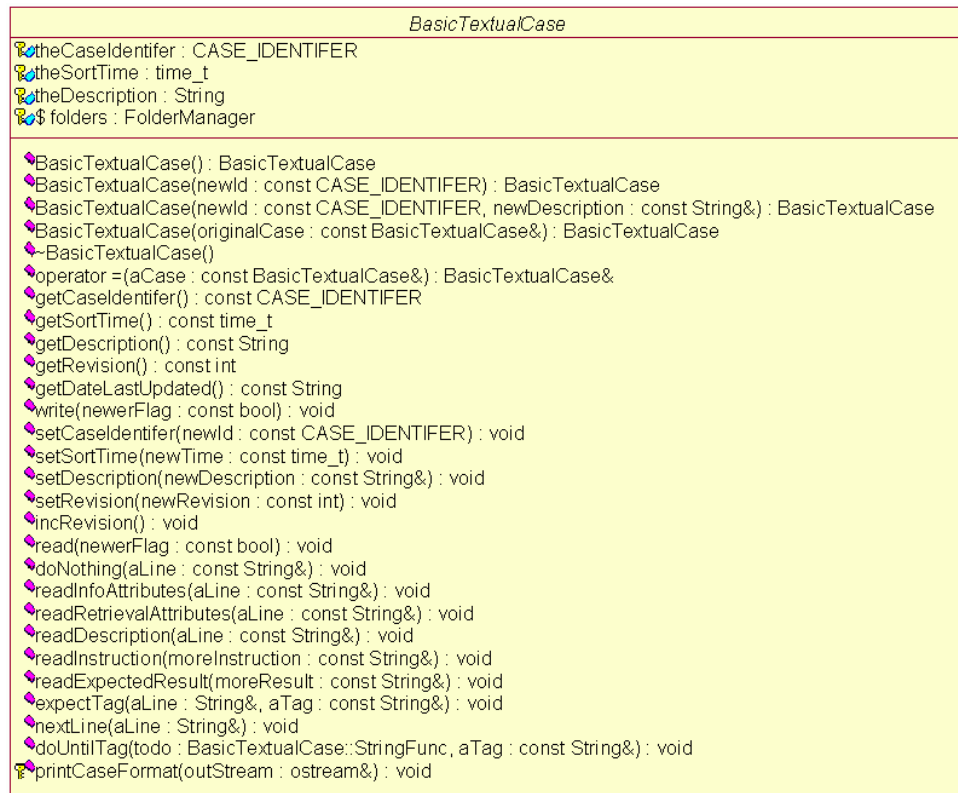 BasicTextualCase
theCaseIdentifer : CASE_IDENTIFER
theSortTime : time_t
theDescription : String
$ folders : FolderManager
BasicTextualCase() : BasicTextualCase
BasicTextualCase(newId : const CASE_IDENTIFER) : BasicTextualCase
BasicTextualCase(newId : const CASE_IDENTIFER, newDescription : const String&) : BasicTextualCase
BasicTextualCase(originalCase : const BasicTextualCase&) : BasicTextualCase
~BasicTextualCase()
operator =(aCase : const BasicTextualCase&) : BasicTextualCase&
getCaseIdentifer() : const CASE_IDENTIFER
getSortTime() : const time_t
getDescription() : const String
getRevision() : const int
getDateLastUpdated() : const String
write(newerFlag : const bool) : void
setCaseIdentifer(newId : const CASE_IDENTIFER) : void
setSortTime(newTime : const time_t) : void
setDescription(newDescription : const String&) : void
setRevision(newRevision : const int) : void
incRevision() : void
read(newerFlag : const bool) : void
doNothing(aLine : const String&) : void
readInfoAttributes(aLine : const String&) : void
readRetrievalAttributes(aLine : const String&) : void
readDescription(aLine : const String&) : void
readInstruction(moreInstruction : const String&) : void
readExpectedResult(moreResult : const String&) : void
expectTag(aLine : String&, aTag : const String&) : void
nextLine(aLine : String&) : void
doUntilTag(todo : BasicTextualCase::StringFunc, aTag : const String&) : void
printCaseFormat(outStream : ostream&) : void